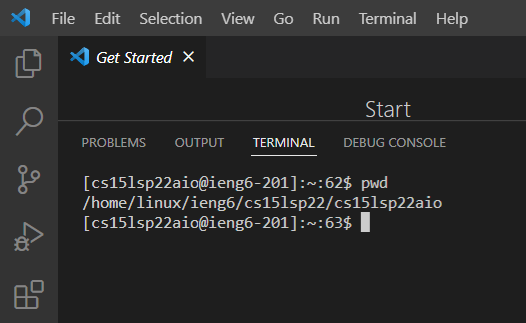 File Edit Selection View Go Run Terminal Help
Get Started
Start
PROBLEMS OUTPUT TERMINAL DEBUG CONSOLE
[cs15lsp22aio@ieng6-201]:~:62$ pwd
/home/linux/ieng6/cs15lsp22/cs15lsp22aio
[cs15lsp22aio@ieng6-201]:~:63$